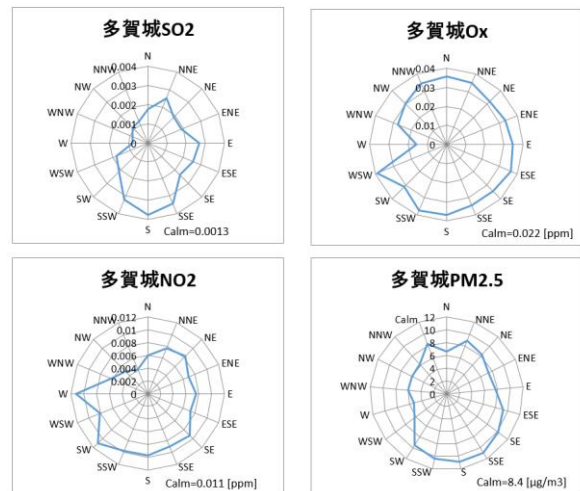 多賀城SO2
N
NNE
NE
ENE
E
ESE
SE
SSE
S
SSW
SW
WSW
W
WNW
NW
NNW
0.004
0.003
0.002
0.001
0
Calm=0.0013
多賀城Ox
N
NNE
NE
ENE
E
ESE
SE
SSE
S
SSW
SW
WSW
W
WNW
NW
NNW
0.04
0.03
0.02
0.01
0
Calm=0.022 [ppm]
多賀城NO2
N
NNE
NE
ENE
E
ESE
SE
SSE
S
SSW
SW
WSW
W
WNW
NW
NNW
0.012
0.01
0.008
0.006
0.004
0.002
0
Calm=0.011 [ppm]
多賀城PM2.5
N
NNE
NE
ENE
E
ESE
SE
SSE
S
SSW
SW
WSW
W
WNW
NW
NNW
Calm
12
10
8
6
4
2
0
Calm=8.4 [μg/m3]